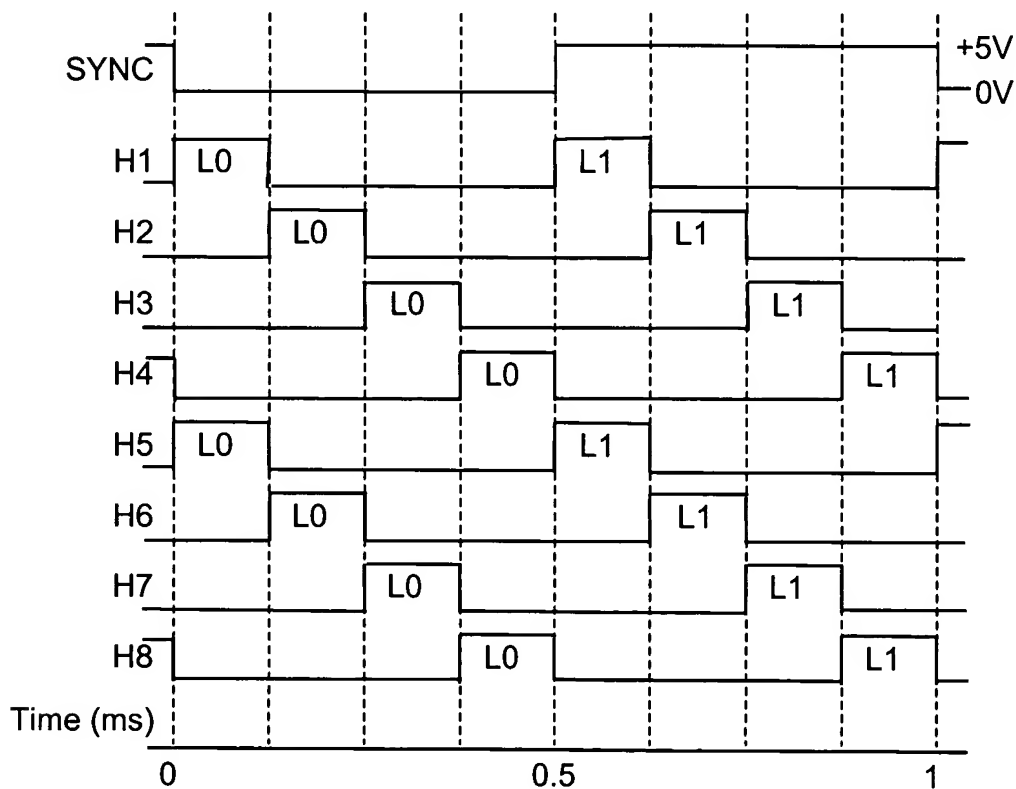 SYNC +5V
0V
H1 L0 L1
H2 L0 L1
H3 L0 L1
H4 L0 L1
H5 L0 L1
H6 L0 L1
H7 L0 L1
H8 L0 L1
Time (ms)
0 0.5 1